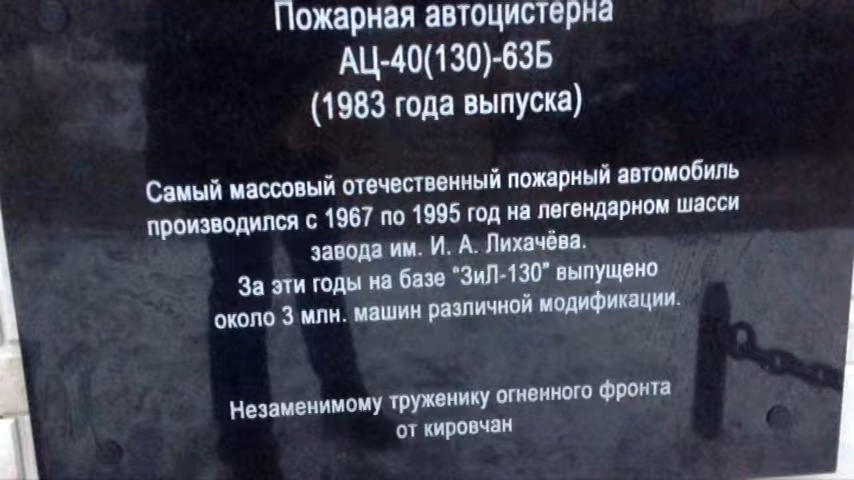 Пожарная автоцистерна
АЦ-40(130)-63Б
(1983 года выпуска)
Самый массовый отечественный пожарный автомобиль
производился с 1967 по 1995 год на легендарном шасси
завода им. И. А. Лихачёва.
За эти годы на базе “ЗиЛ-130” выпущено
около 3 млн. машин различной модификации.
Незаменимому труженику огненного фронта
от кировчан